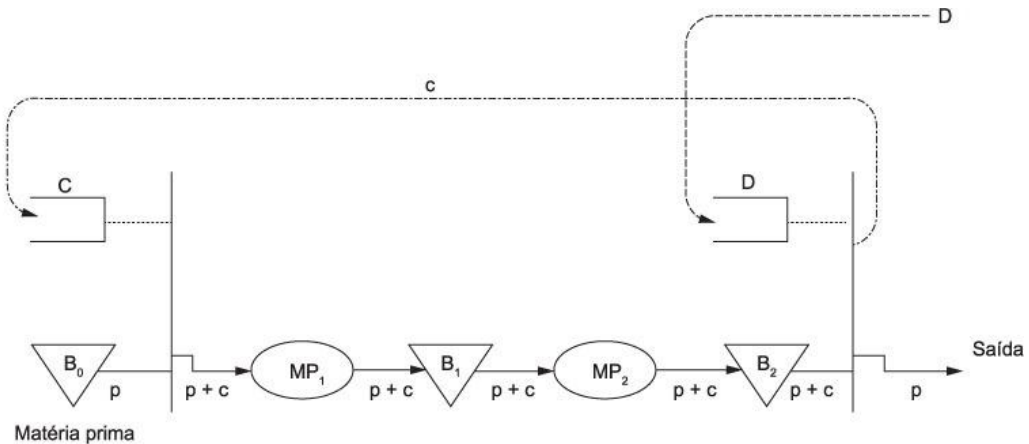 D
c
C
D
B₀
MP₁
B₁
MP₂
B₂
Saída
p
p + c
p + c
p + c
p + c
p + c
p
Matéria prima